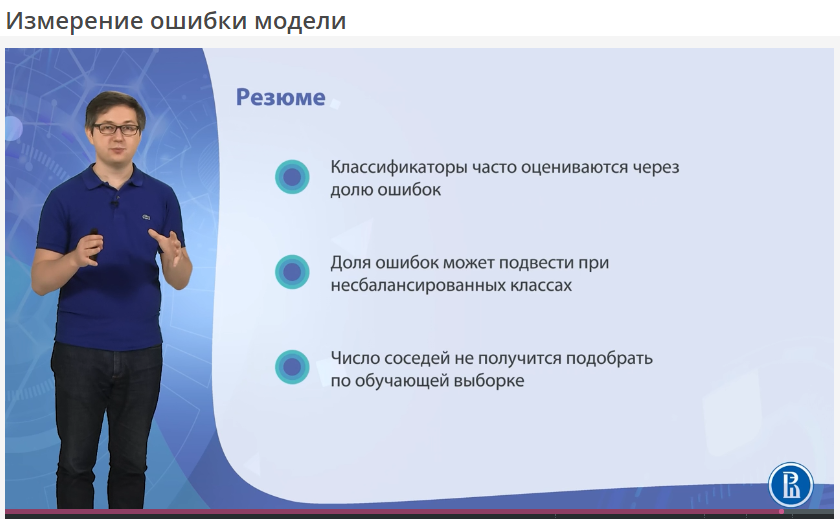 Измерение ошибки модели
Резюме
Классификаторы часто оцениваются через
долю ошибок
Доля ошибок может подвести при
несбалансированных классах
Число соседей не получится подобрать
по обучающей выборке